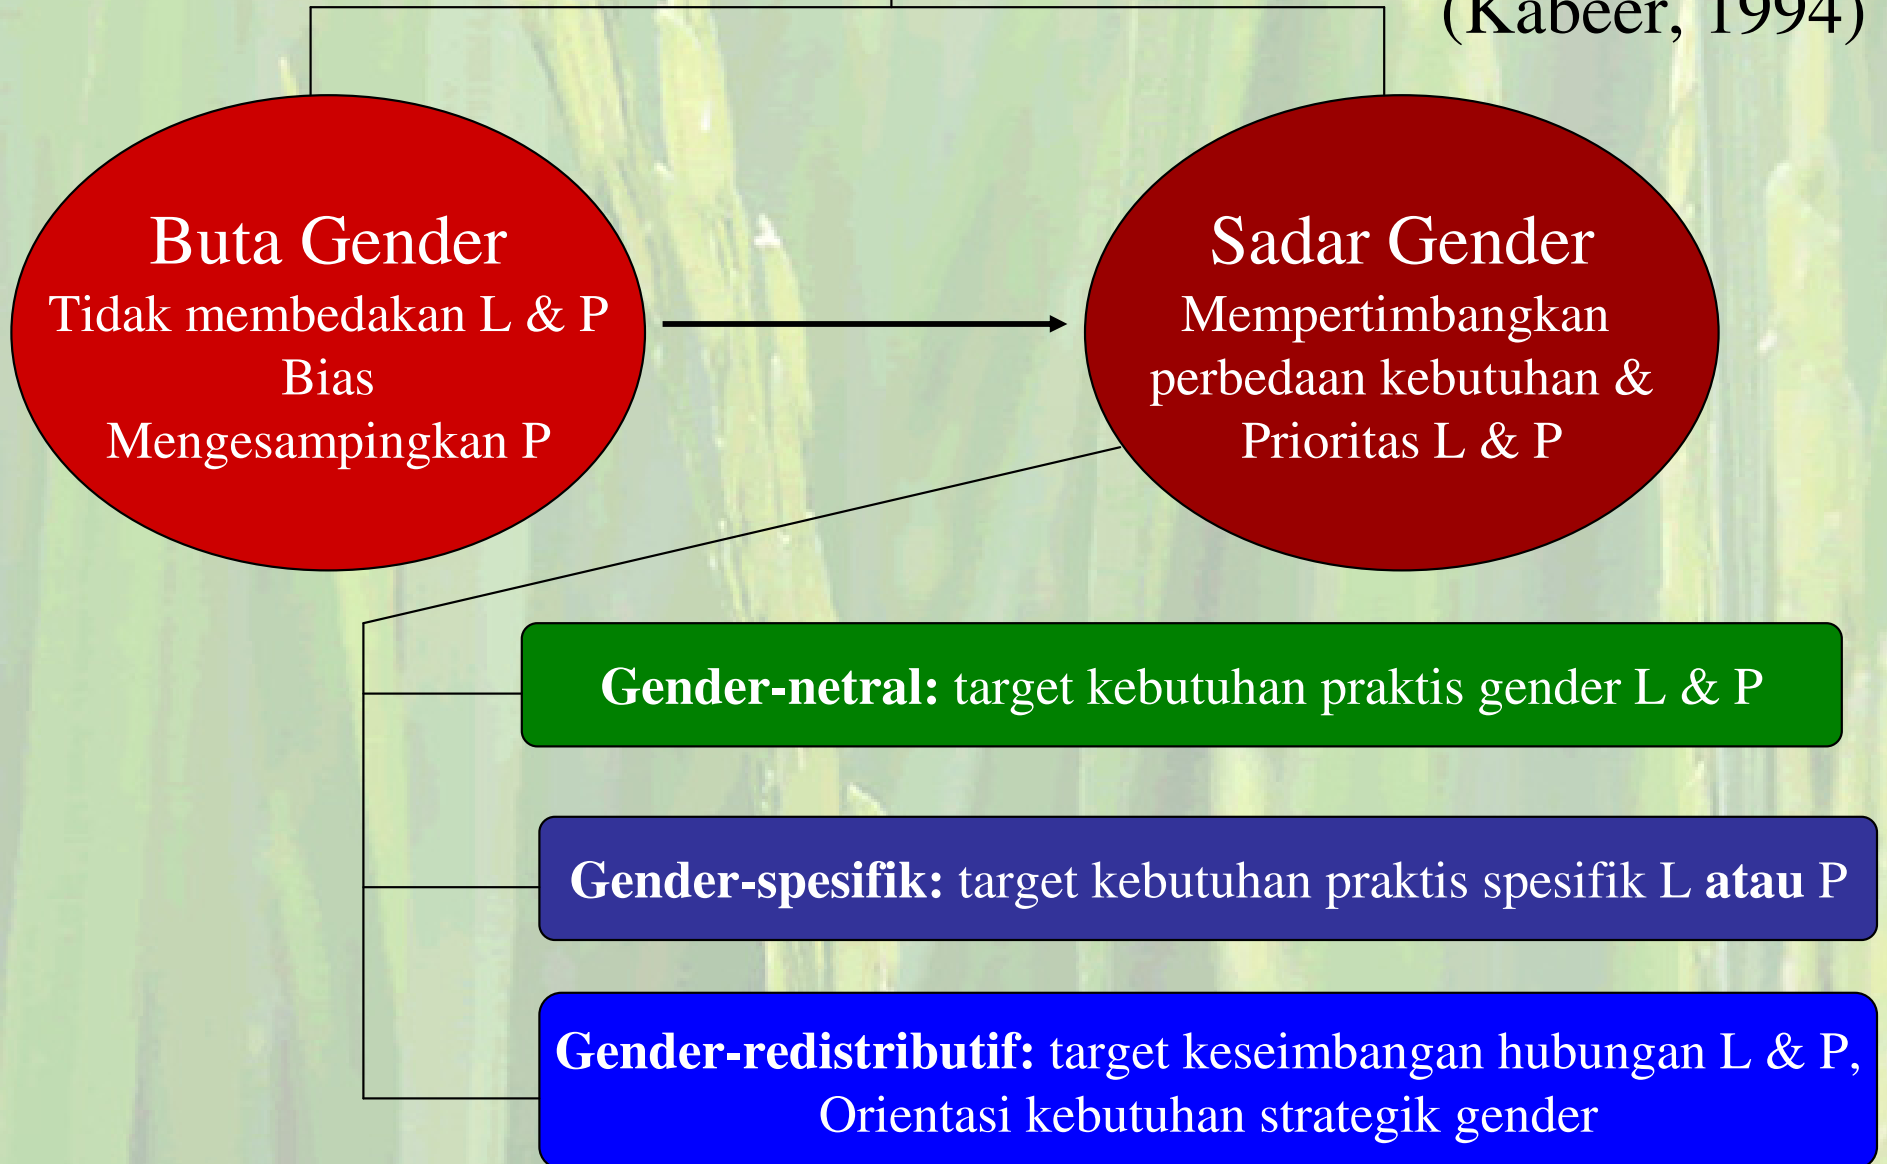 (Kabeer, 1994)
Buta Gender
Tidak membedakan L & P
Bias
Mengesampingkan P
Sadar Gender
Mempertimbangkan
perbedaan kebutuhan &
Prioritas L & P
Gender-netral: target kebutuhan praktis gender L & P
Gender-spesifik: target kebutuhan praktis spesifik L atau P
Gender-redistributif: target keseimbangan hubungan L & P,
Orientasi kebutuhan strategik gender